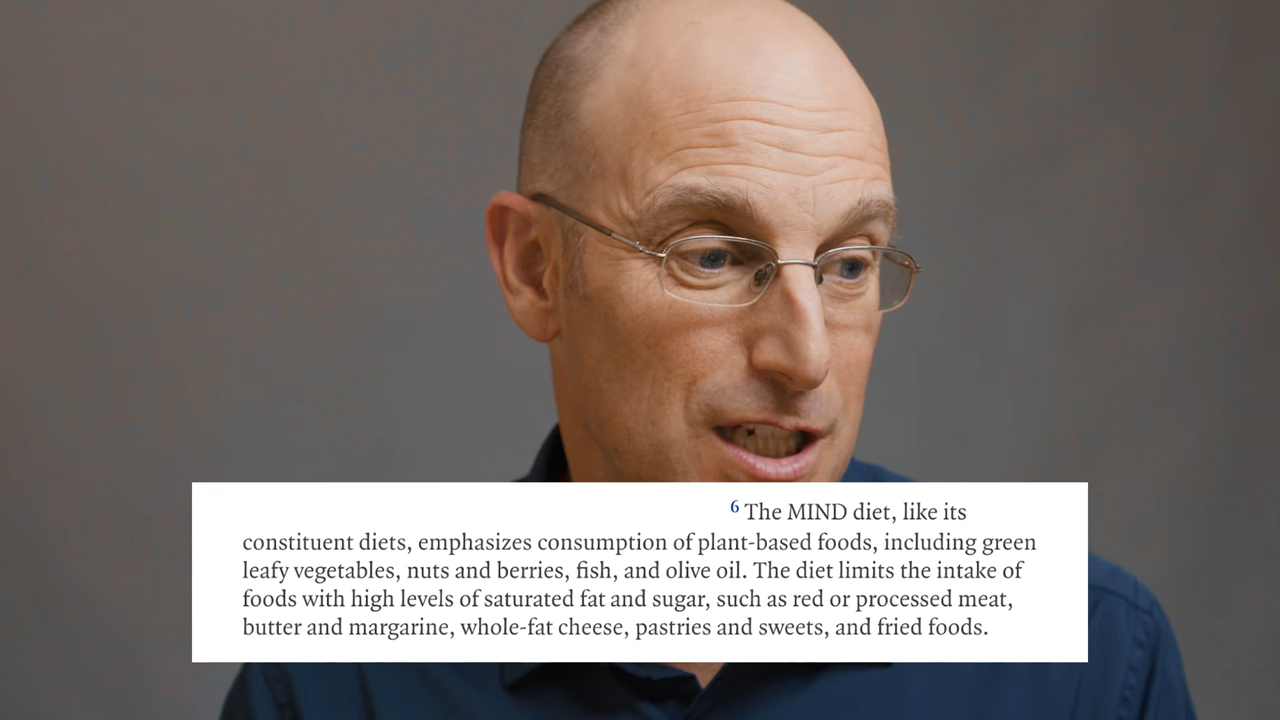 6 The MIND diet, like its
constituent diets, emphasizes consumption of plant-based foods, including green
leafy vegetables, nuts and berries, fish, and olive oil. The diet limits the intake of
foods with high levels of saturated fat and sugar, such as red or processed meat,
butter and margarine, whole-fat cheese, pastries and sweets, and fried foods.